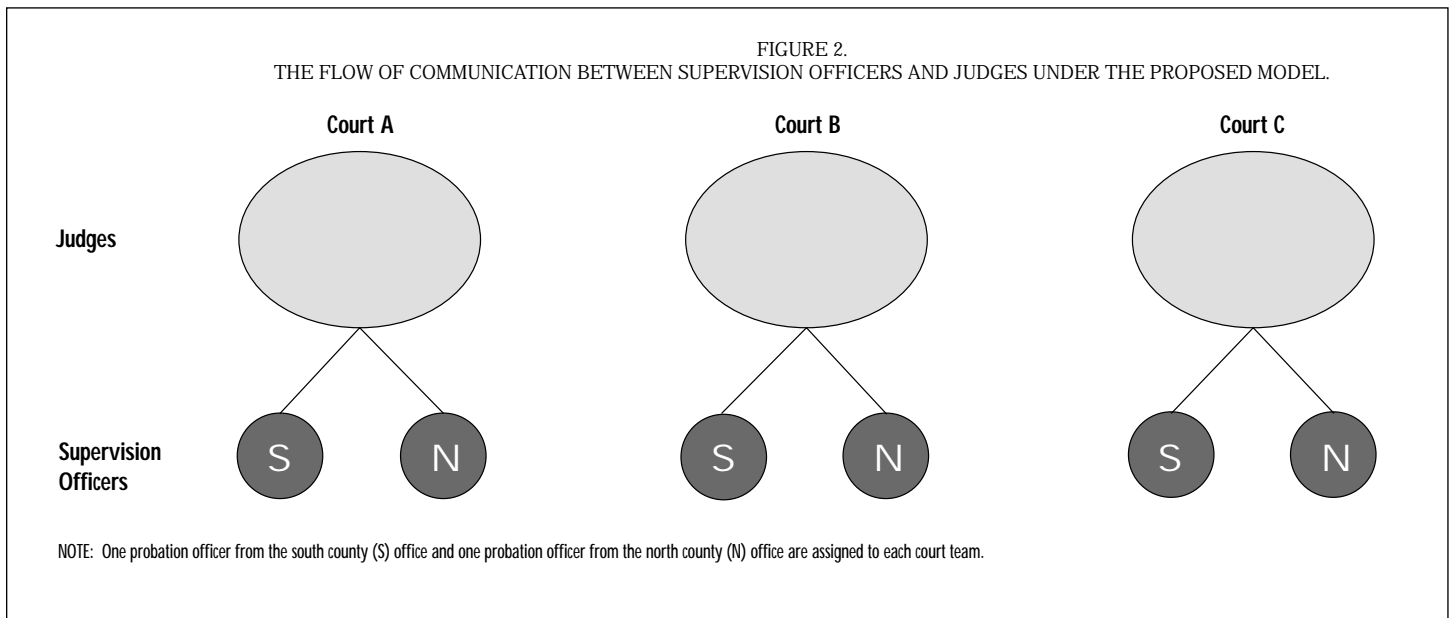 FIGURE 2.
THE FLOW OF COMMUNICATION BETWEEN SUPERVISION OFFICERS AND JUDGES UNDER THE PROPOSED MODEL.
Court A Court B Court C
Judges
Supervision
Officers
S N S N S N
NOTE: One probation officer from the south county (S) office and one probation officer from the north county (N) office are assigned to each court team.